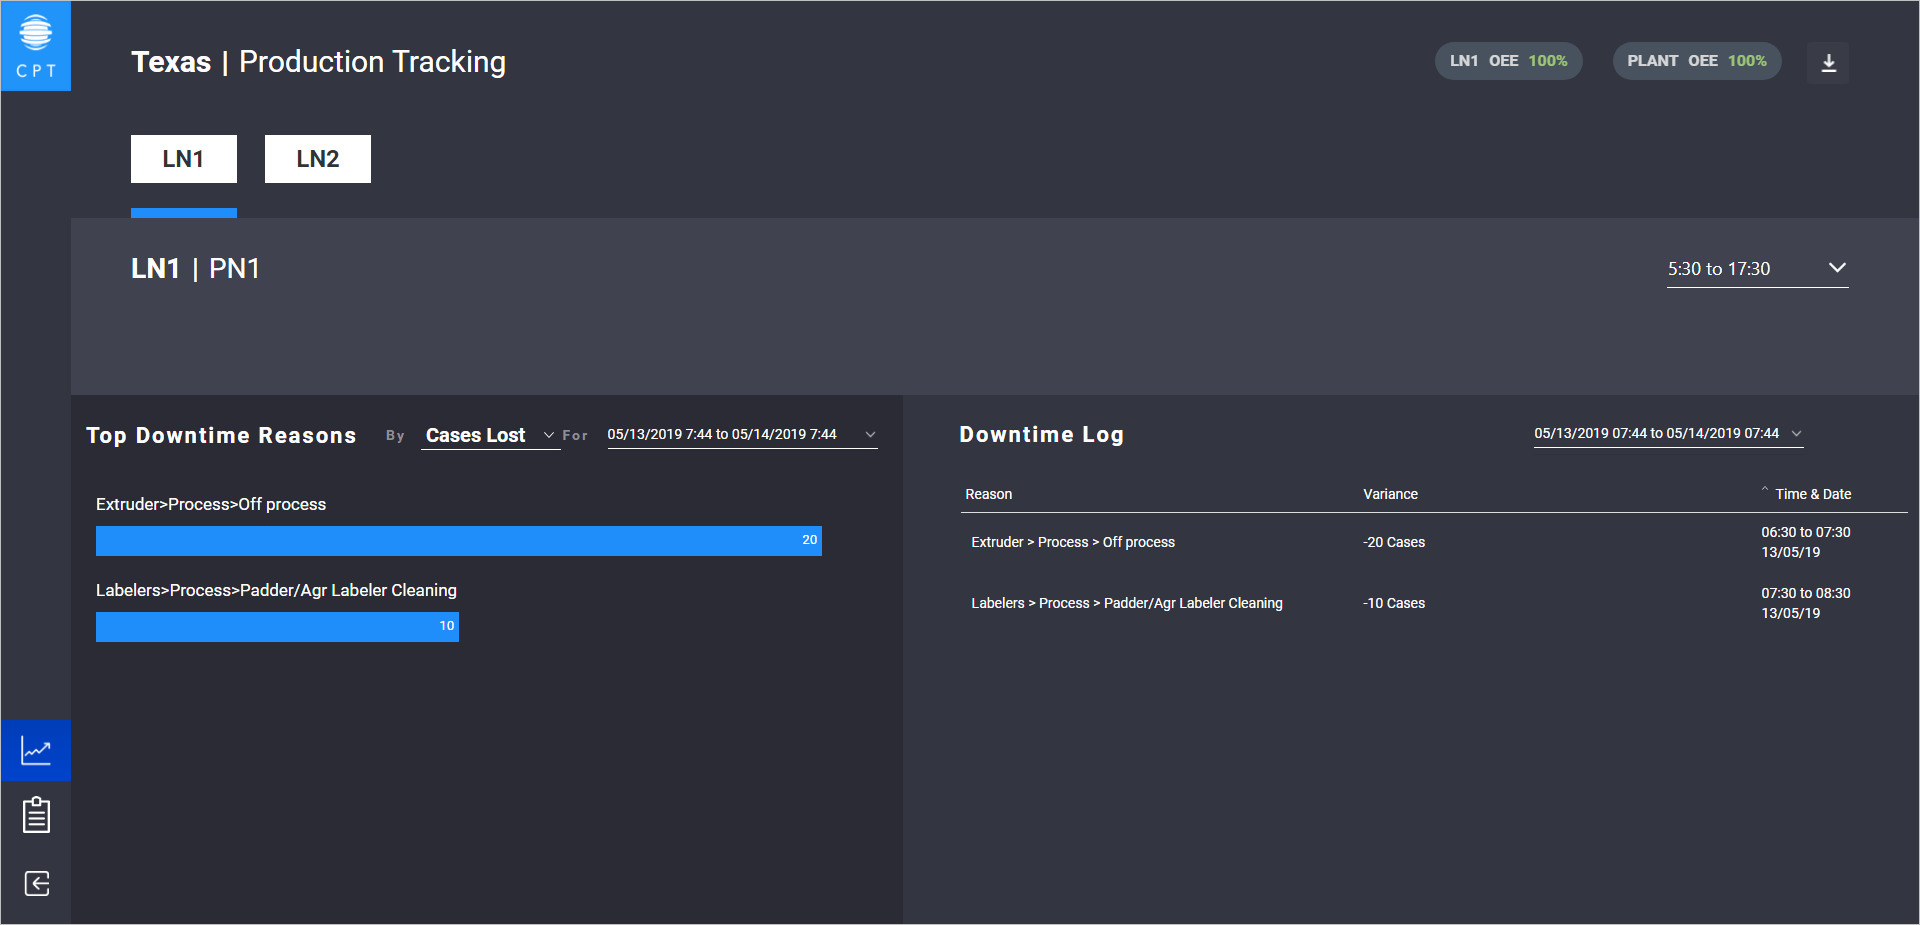 CPT
Texas | Production Tracking
LN1 OEE 100%
PLANT OEE 100%
LN1
LN2
LN1 | PN1
5:30 to 17:30
Top Downtime Reasons By Cases Lost For 05/13/2019 7:44 to 05/14/2019 7:44
Extruder>Process>Off process
20
Labelers>Process>Padder/Agr Labeler Cleaning
10
Downtime Log 05/13/2019 07:44 to 05/14/2019 07:44
Reason Variance Time & Date
Extruder > Process > Off process -20 Cases 06:30 to 07:30
13/05/19
Labelers > Process > Padder/Agr Labeler Cleaning -10 Cases 07:30 to 08:30
13/05/19